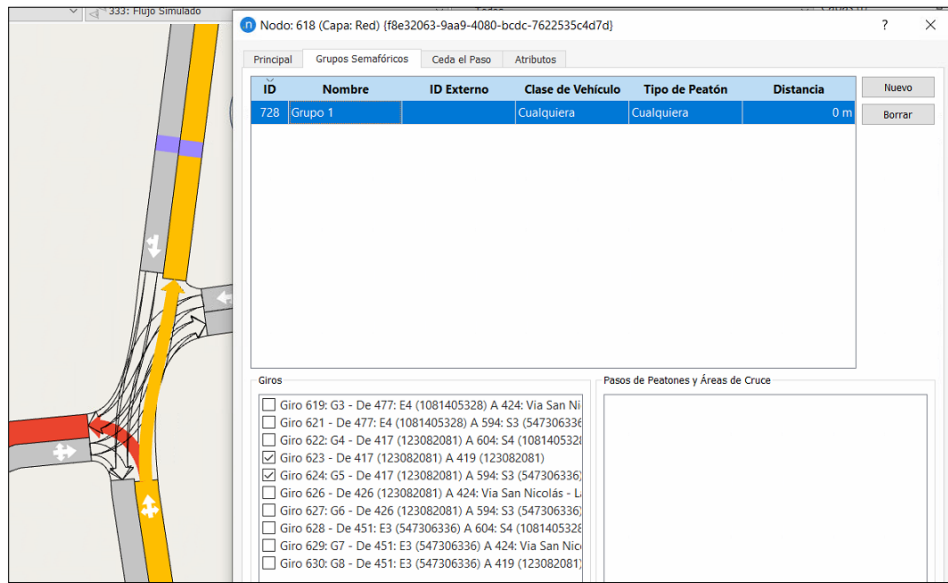 333: Flujo Simulado
Nodo: 618 (Capa: Red) {f8e32063-9aa9-4080-bcdc-7622535c4d7d}
?
Principal Grupos Semafóricos Ceda el Paso Atributos
ID Nombre ID Externo Clase de Vehículo Tipo de Peatón Distancia
728 Grupo 1 Cualquiera Cualquiera 0 m
Nuevo
Borrar
Giros
Giro 619: G3 - De 477: E4 (1081405328) A 424: Via San Ni
Giro 621 - De 477: E4 (1081405328) A 594: S3 (54730633
Giro 622: G4 - De 417 (123082081) A 604: S4 (108140532
Giro 623 - De 417 (123082081) A 419 (123082081)
Giro 624: G5 - De 417 (123082081) A 594: S3 (547306336)
Giro 626 - De 426 (123082081) A 424: Via San Nicolás - L
Giro 627: G6 - De 426 (123082081) A 594: S3 (547306336)
Giro 628 - De 451: E3 (547306336) A 604: S4 (108140532
Giro 629: G7 - De 451: E3 (547306336) A 424: Via San Nic
Giro 630: G8 - De 451: E3 (547306336) A 419 (123082081)
Pasos de Peatones y Áreas de Cruce